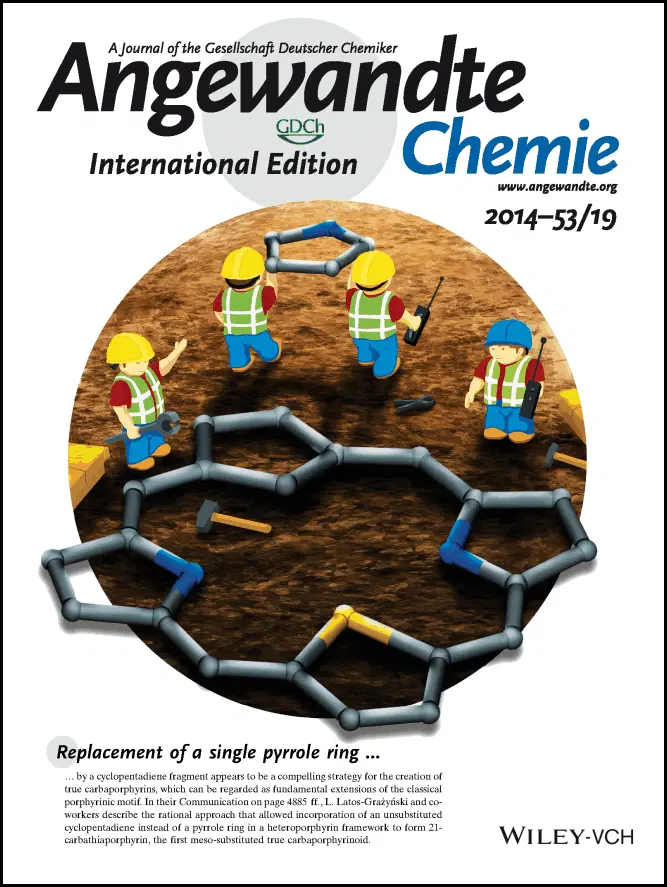 A Journal of the Gesellschaft Deutscher Chemiker
Angewandte
GDCh
Chemie
International Edition
www.angewandte.org
2014–53/19
Replacement of a single pyrrole ring ...
... by a cyclopentadiene fragment appears to be a compelling strategy for the creation of
true carbaporphyrins, which can be regarded as fundamental extensions of the classical
porphyrinic motif. In their Communication on page 4885 ff., L. Latos-Grażyński and co-
workers describe the rational approach that allowed incorporation of an unsubstituted
cyclopentadiene instead of a pyrrole ring in a heteroporphyrin framework to form 21-
carbathiaporphyrin, the first meso-substituted true carbaporphyrinoid.
WILEY-VCH